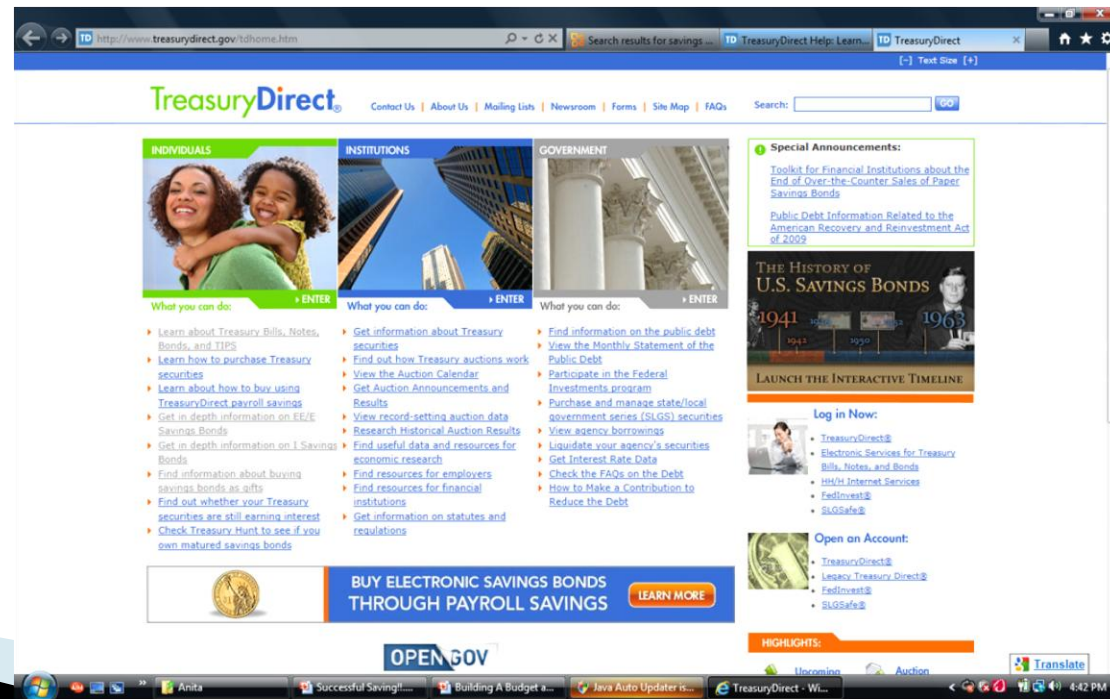 http://www.treasurydirect.gov/tdhome.htm
Search results for savings ...
TreasuryDirect Help: Learn...
TreasuryDirect
[-] Text Size [+]
TreasuryDirect®
Contact Us | About Us | Mailing Lists | Newsroom | Forms | Site Map | FAQs
Search:
GO
INDIVIDUALS
ENTER
What you can do:
Learn about Treasury Bills, Notes,
Bonds, and TIPS
Learn how to purchase Treasury
securities
Learn about how to buy using
TreasuryDirect payroll savings
Get in depth information on EE/E
Savings Bonds
Get in depth information on I Savings
Bonds
Find information about buying
savings bonds as gifts
Find out whether your Treasury
securities are still earning interest
Check Treasury Hunt to see if you
own matured savings bonds
INSTITUTIONS
ENTER
What you can do:
Get information about Treasury
securities
Find out how Treasury auctions work
View the Auction Calendar
Get Auction Announcements and
Results
View record-setting auction data
Research Historical Auction Results
Find useful data and resources for
economic research
Find resources for employers
Find resources for financial
institutions
Get information on statutes and
regulations
GOVERNMENT
ENTER
What you can do:
Find information on the public debt
View the Monthly Statement of the
Public Debt
Participate in the Federal
Investments program
Purchase and manage state/local
government series (SLGS) securities
View agency borrowings
Liquidate your agency's securities
Get Interest Rate Data
Check the FAQs on the Debt
How to Make a Contribution to
Reduce the Debt
Special Announcements:
Toolkit for Financial Institutions about the
End of Over-the-Counter Sales of Paper
Savings Bonds
Public Debt Information Related to the
American Recovery and Reinvestment Act
of 2009
THE HISTORY OF
U.S. SAVINGS BONDS
1941
1963
1942
1950
LAUNCH THE INTERACTIVE TIMELINE
Log in Now:
TreasuryDirect®
Electronic Services for Treasury
Bills, Notes, and Bonds
HH/H Internet Services
FedInvest®
SLGSafe®
Open an Account:
TreasuryDirect®
Legacy Treasury Direct®
FedInvest®
SLGSafe®
BUY ELECTRONIC SAVINGS BONDS
THROUGH PAYROLL SAVINGS
LEARN MORE
OPENGOV
HIGHLIGHTS:
Upcoming
Auction
Translate
Anita
Successful Saving!!....
Building A Budget a...
Java Auto Updater is...
TreasuryDirect - Wi...
4:42 PM